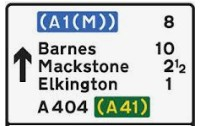 (A1(M)) 8
Barnes 10
Mackstone 2½
Elkington 1
A404 (A41)